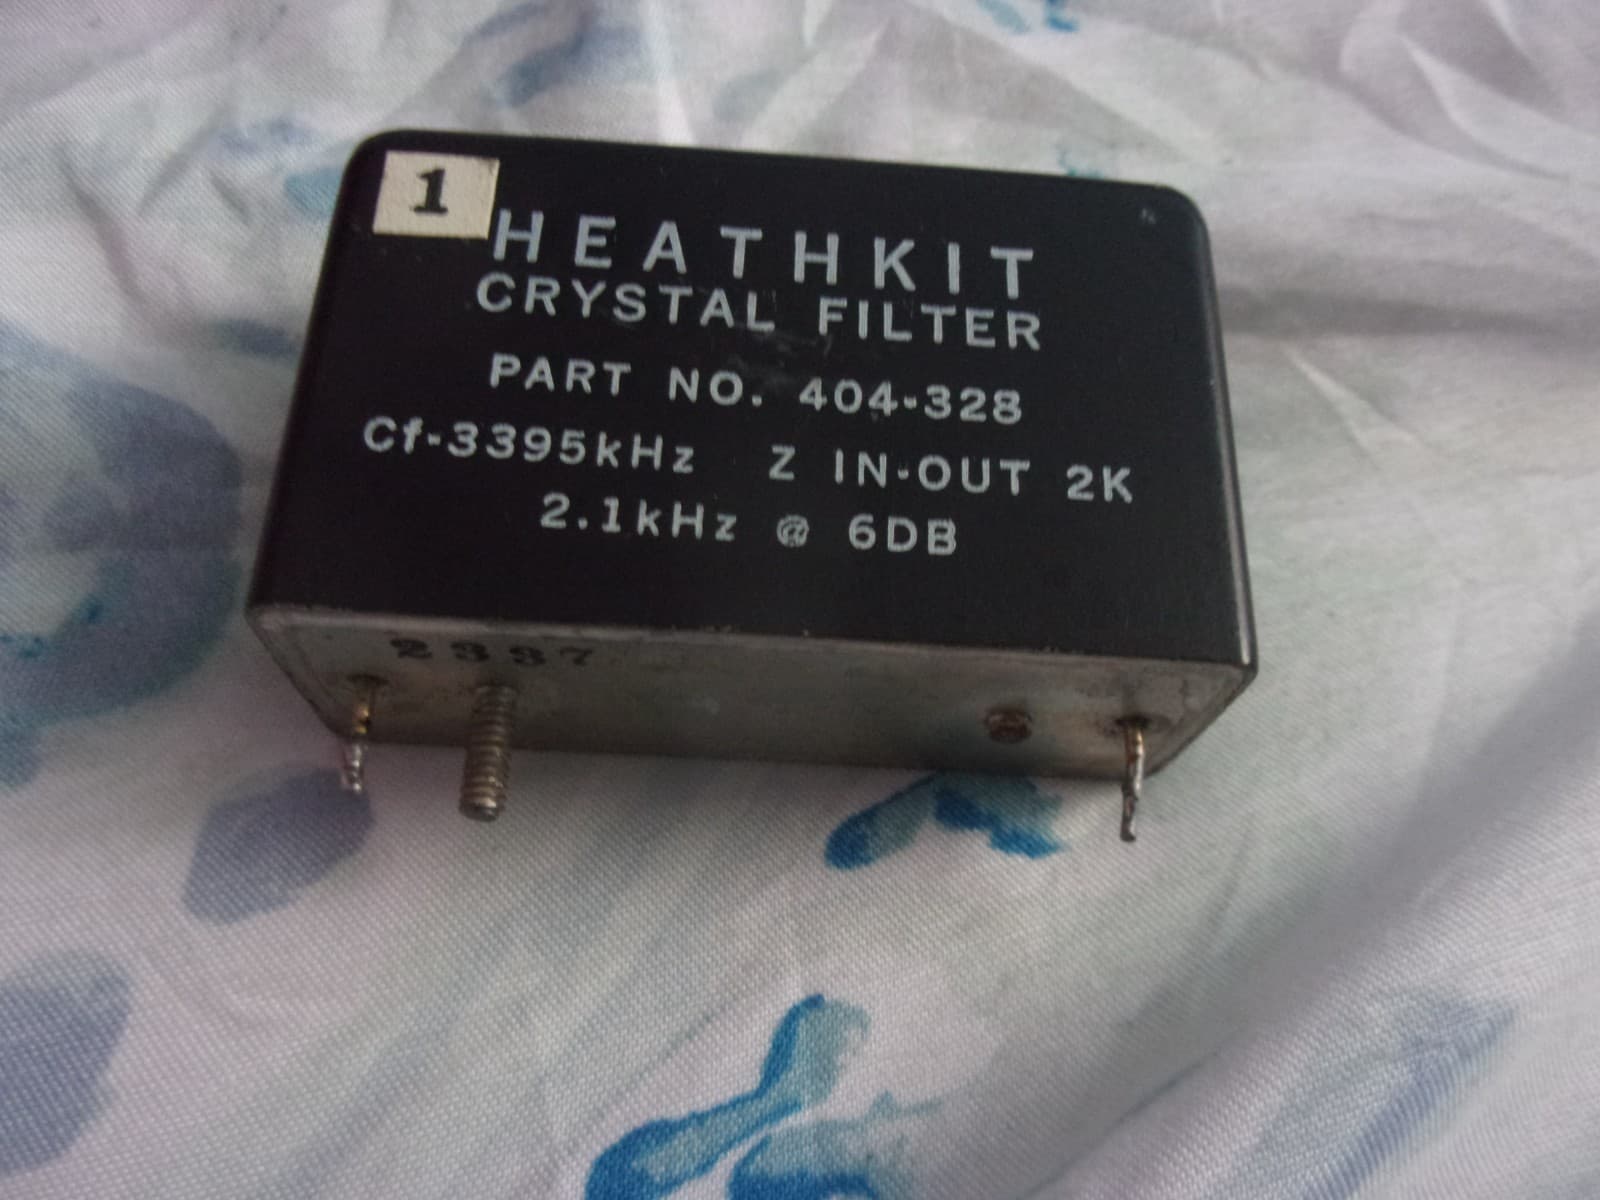 1
HEATHKIT
CRYSTAL FILTER
PART NO. 404-328
Cf-3395kHz Z IN-OUT 2K
2.1kHz @ 6DB
2337